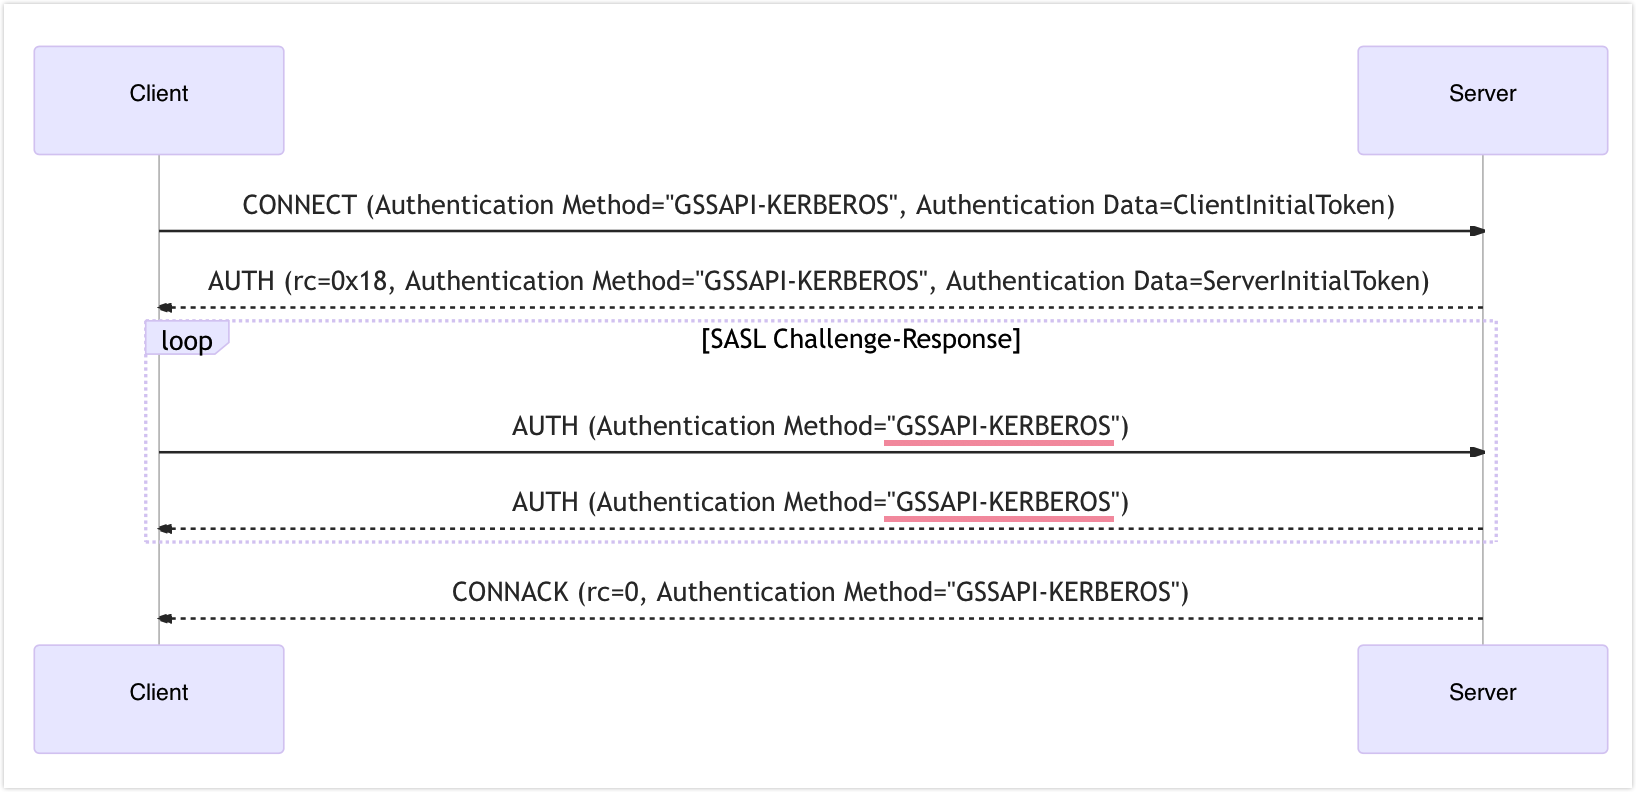 Client
Server
CONNECT (Authentication Method="GSSAPI-KERBEROS", Authentication Data=ClientInitialToken)
AUTH (rc=0x18, Authentication Method="GSSAPI-KERBEROS", Authentication Data=ServerInitialToken)
loop
[SASL Challenge-Response]
AUTH (Authentication Method="GSSAPI-KERBEROS")
AUTH (Authentication Method="GSSAPI-KERBEROS")
CONNACK (rc=0, Authentication Method="GSSAPI-KERBEROS")
Client
Server